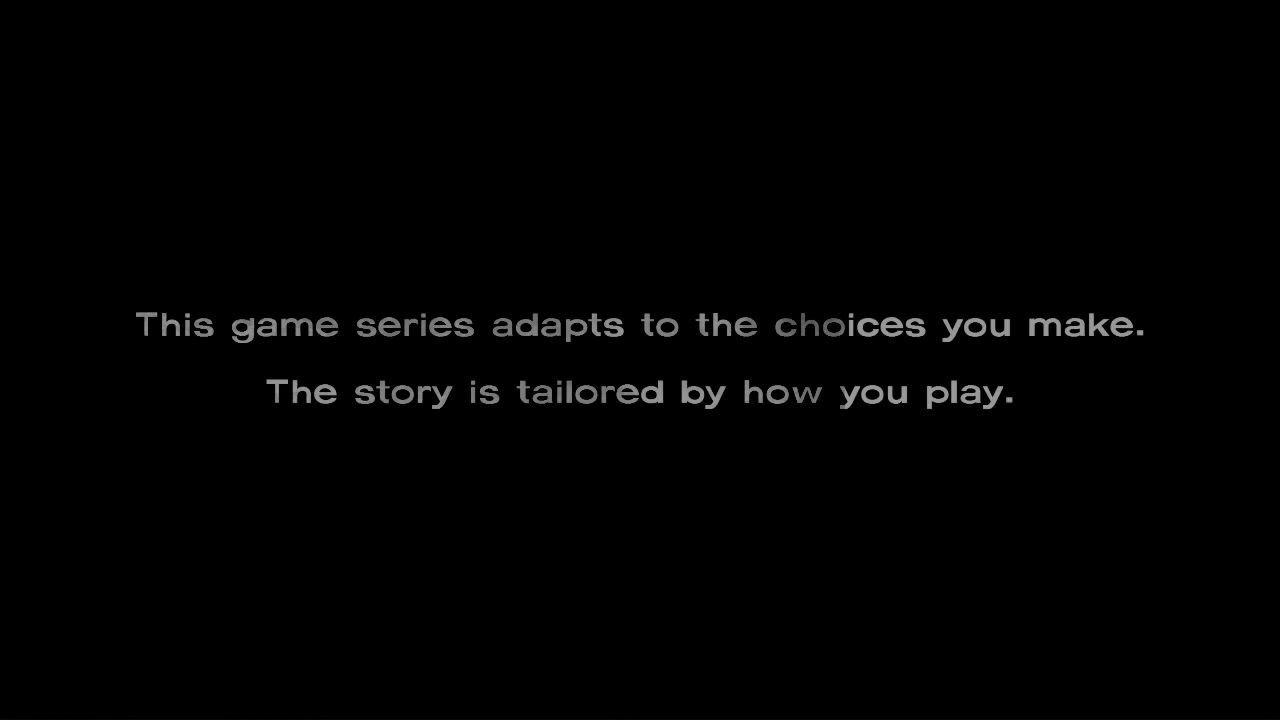 This game series adapts to the choices you make.
The story is tailored by how you play.